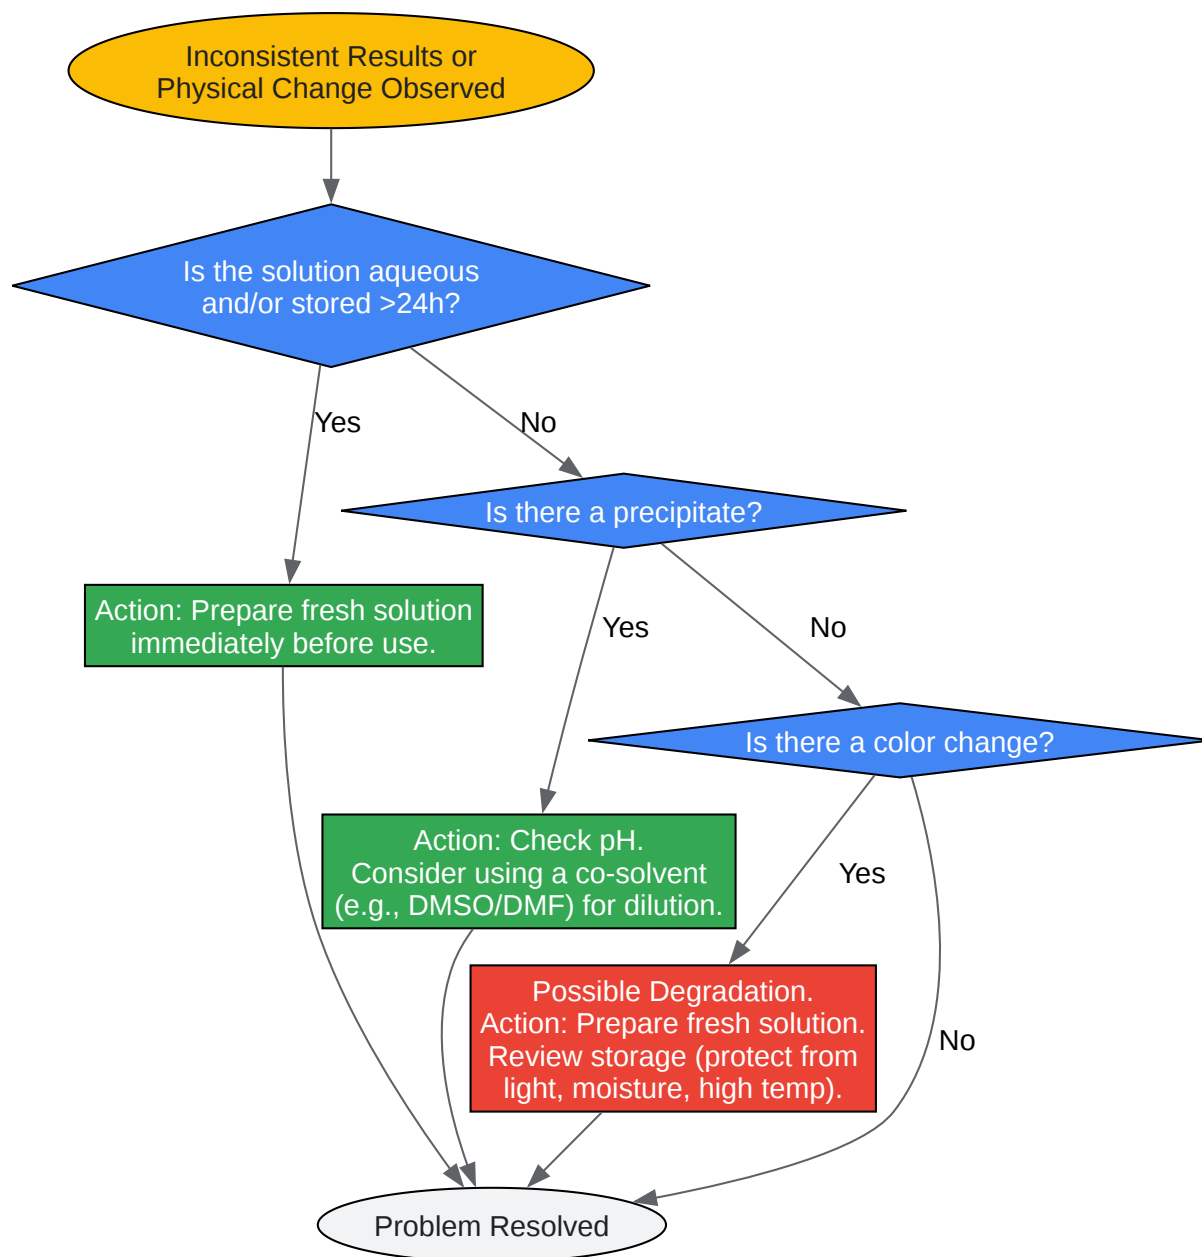 Inconsistent Results or
Physical Change Observed
Is the solution aqueous
and/or stored >24h?
Yes
No
Is there a precipitate?
Action: Prepare fresh solution
immediately before use.
Yes
No
Is there a color change?
Action: Check pH.
Consider using a co-solvent
(e.g., DMSO/DMF) for dilution.
Yes
No
Possible Degradation.
Action: Prepare fresh solution.
Review storage (protect from
light, moisture, high temp).
Problem Resolved